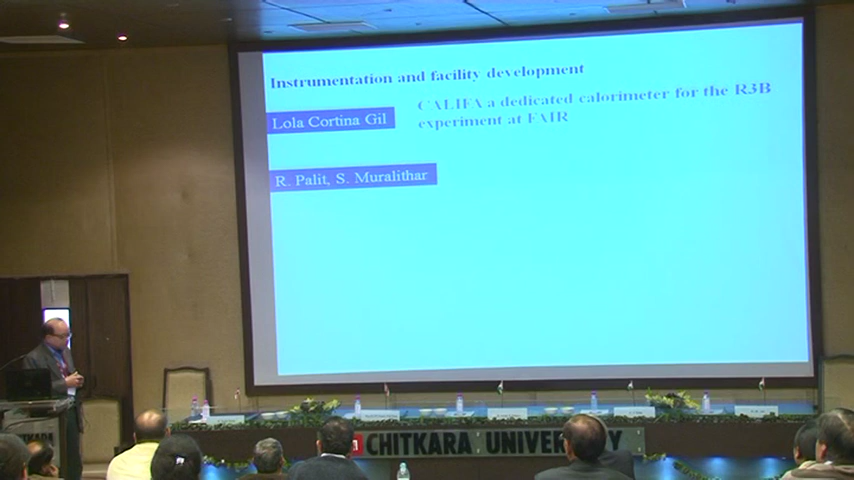 Instrumentation and facility development
Lola Cortina Gil
CALIFA a dedicated calorimeter for the R3B
experiment at FAIR
R. Palit, S. Muralithar
CHITKARA UNIVERSITY
CHITKARA